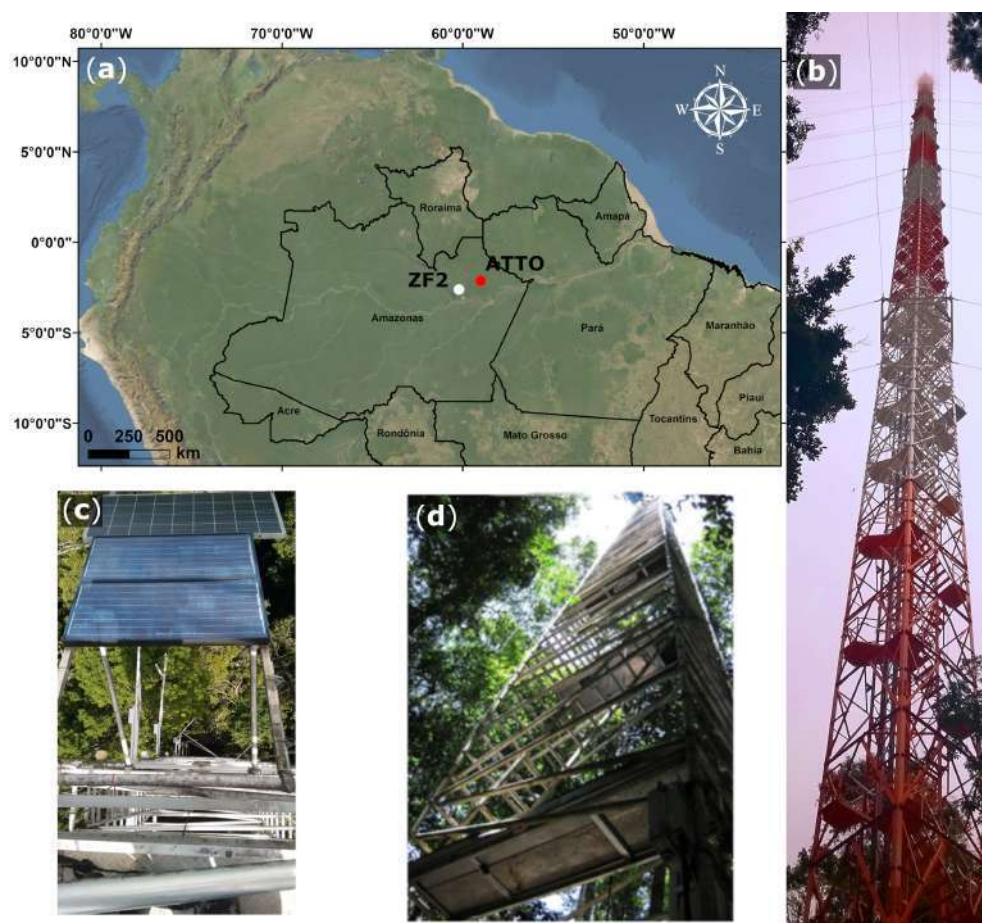 80°0'0"W 70°0'0"W 60°0'0"W 50°0'0"W
10°0'0"N
(a)
(b)
N
W E
S
5°0'0"N
Roraima
Amapá
0°0'0"
ATTO
ZF2
Amazonas
Pará
Maranhão
5°0'0"S
Acre
Rondônia
Mato Grosso
Tocantins
Piauí
Bahia
10°0'0"S
0 250 500
km
(c)
(d)